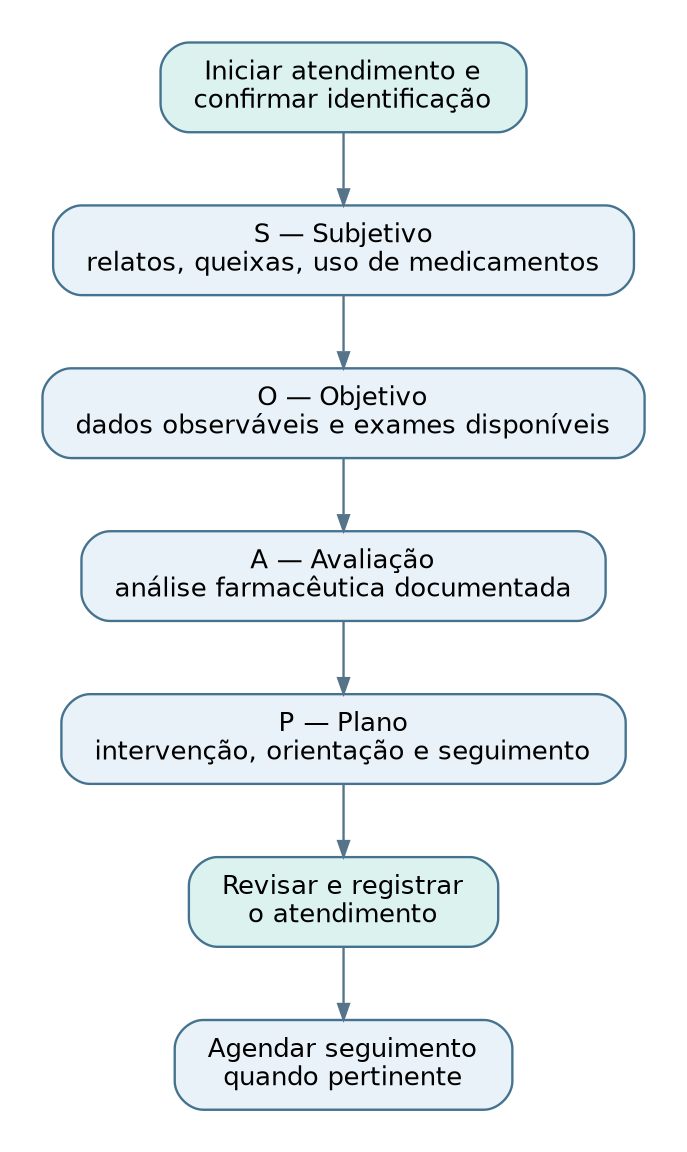 Iniciar atendimento e
confirmar identificação
S — Subjetivo
relatos, queixas, uso de medicamentos
O — Objetivo
dados observáveis e exames disponíveis
A — Avaliação
análise farmacêutica documentada
P — Plano
intervenção, orientação e seguimento
Revisar e registrar
o atendimento
Agendar seguimento
quando pertinente